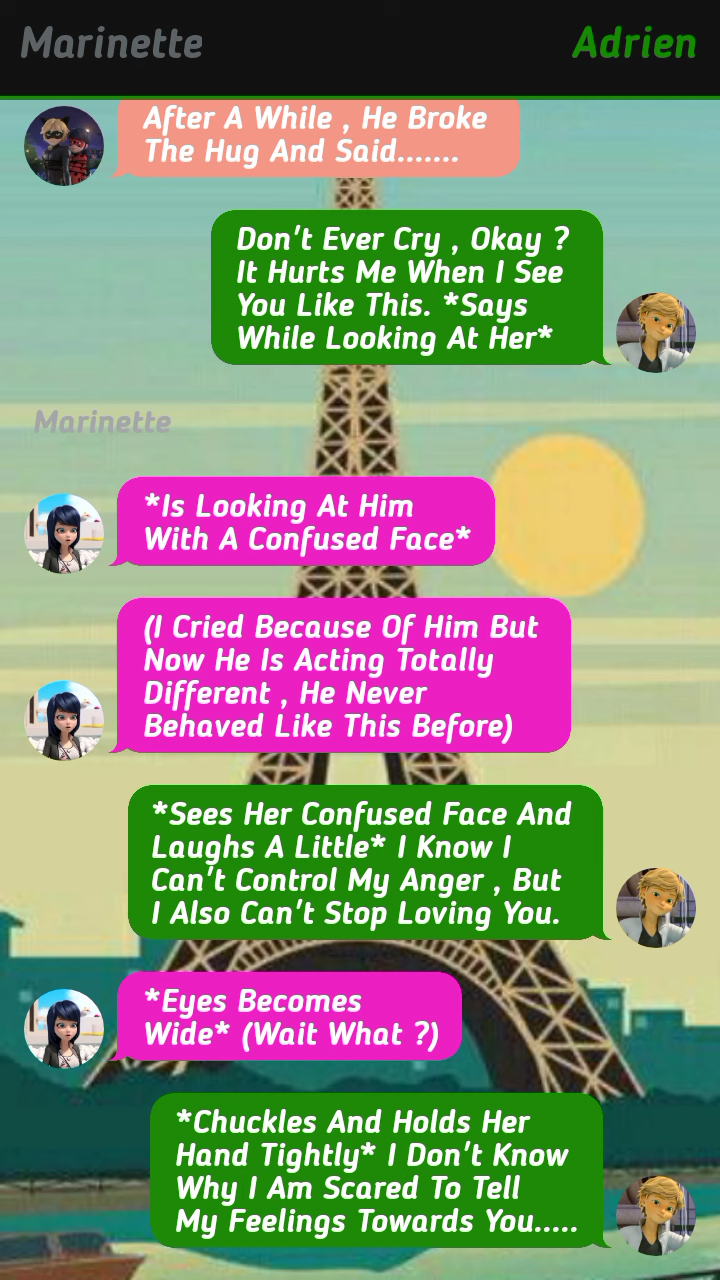 Marinette
Adrien
After A While , He Broke
The Hug And Said.......
Don't Ever Cry , Okay ?
It Hurts Me When I See
You Like This. *Says
While Looking At Her*
Marinette
*Is Looking At Him
With A Confused Face*
(I Cried Because Of Him But
Now He Is Acting Totally
Different , He Never
Behaved Like This Before)
*Sees Her Confused Face And
Laughs A Little* I Know I
Can't Control My Anger , But
I Also Can't Stop Loving You.
*Eyes Becomes
Wide* (Wait What ?)
*Chuckles And Holds Her
Hand Tightly* I Don't Know
Why I Am Scared To Tell
My Feelings Towards You.....